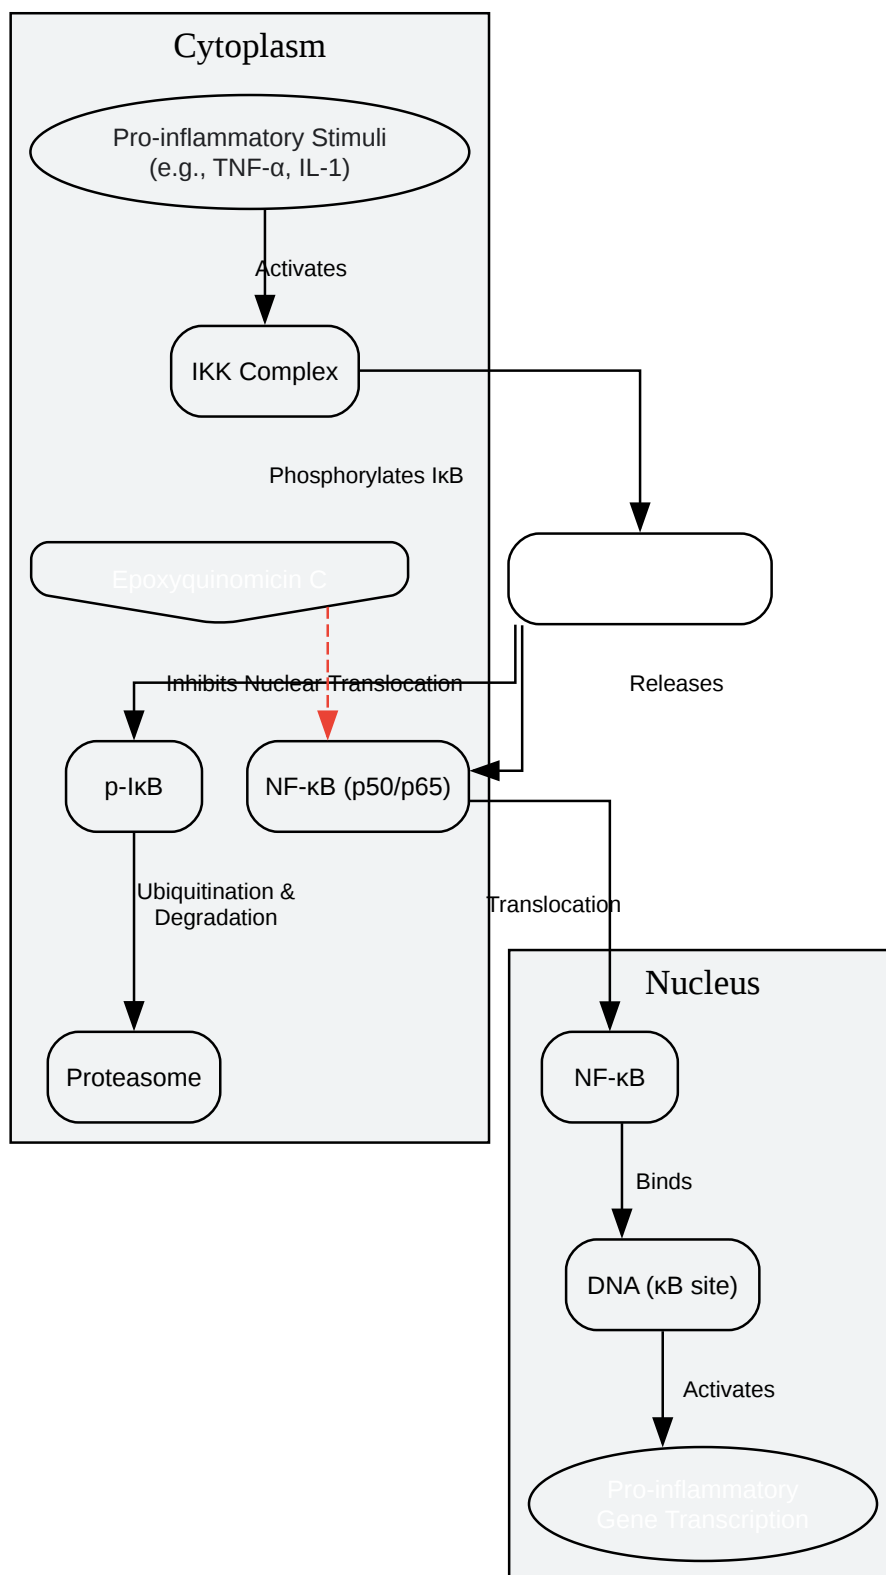 Cytoplasm
Pro-inflammatory Stimuli
(e.g., TNF-α, IL-1)
Activates
IKK Complex
Phosphorylates IκB
Epoxyquinomicin C
Inhibits Nuclear Translocation
Releases
p-IκB
NF-κB (p50/p65)
Ubiquitination &
Degradation
Translocation
Nucleus
Proteasome
NF-κB
Binds
DNA (κB site)
Activates
Pro-inflammatory
Gene Transcription